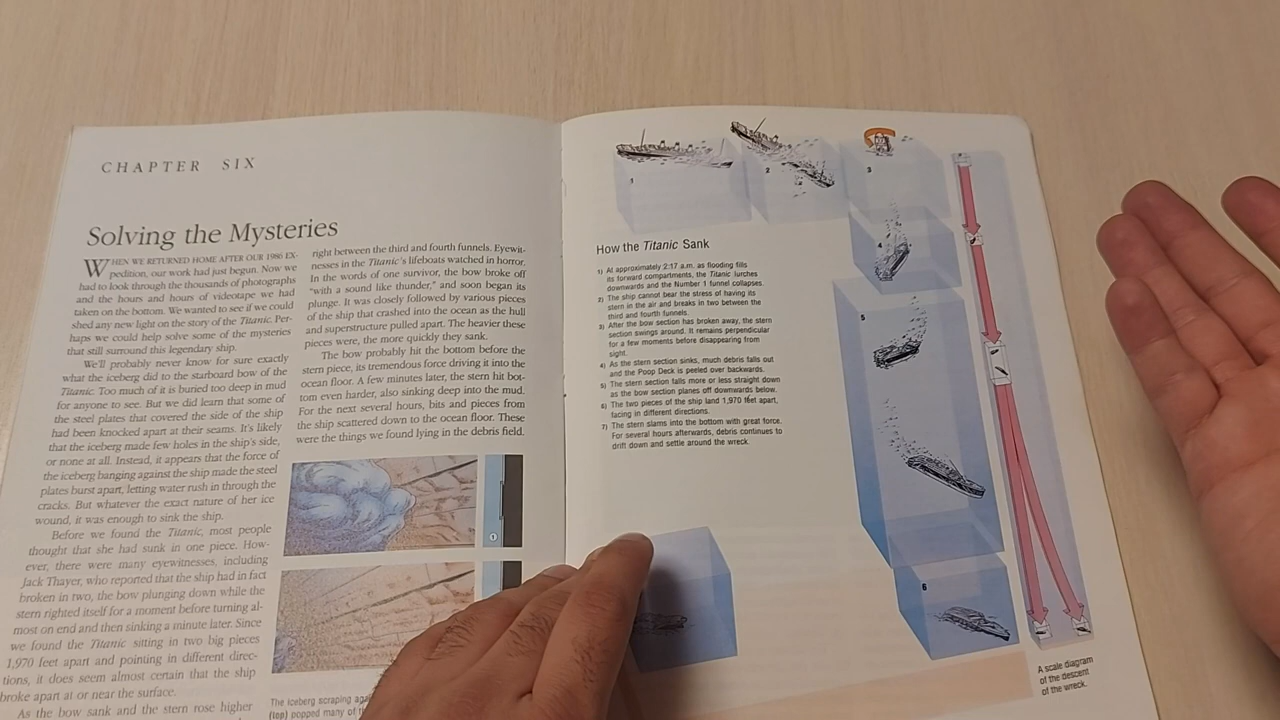 CHAPTER SIX
Solving the Mysteries
WHEN WE RETURNED HOME AFTER OUR 1986 EX-
pedition, our work had just begun. Now we
had to look through the thousands of photographs
and the hours and hours of videotape we had
taken on the bottom. We wanted to see if we could
shed any new light on the story of the Titanic. Per-
haps we could help solve some of the mysteries
that still surround this legendary ship.
We'll probably never know for sure exactly
what the iceberg did to the starboard bow of the
Titanic. Too much of it is buried too deep in mud
for anyone to see. But we did learn that some of
the steel plates that covered the side of the ship
had been knocked apart at their seams. It's likely
that the iceberg made few holes in the ship's side,
or none at all. Instead, it appears that the force of
the iceberg banging against the ship made the steel
plates burst apart, letting water rush in through the
cracks. But whatever the exact nature of her ice
wound, it was enough to sink the ship.
Before we found the Titanic, most people
thought that she had sunk in one piece. How-
ever, there were many eyewitnesses, including
Jack Thayer, who reported that the ship had in fact
broken in two, the bow plunging down while the
stern righted itself for a moment before turning al-
most on end and then sinking a minute later. Since
we found the Titanic sitting in two big pieces
1,970 feet apart and pointing in different direc-
tions, it does seem almost certain that the ship
broke apart at or near the surface.
As the bow sank and the stern rose higher
right between the third and fourth funnels. Eyewit-
nesses in the Titanic's lifeboats watched in horror.
In the words of one survivor, the bow broke off
"with a sound like thunder," and soon began its
plunge. It was closely followed by various pieces
of the ship that crashed into the ocean as the hull
and superstructure pulled apart. The heavier these
pieces were, the more quickly they sank.
The bow probably hit the bottom before the
stern piece, its tremendous force driving it into the
ocean floor. A few minutes later, the stern hit bot-
tom even harder, also sinking deep into the mud.
For the next several hours, bits and pieces from
the ship scattered down to the ocean floor. These
were the things we found lying in the debris field.
1
The iceberg scraping aga
(top) popped many of t
1
2
3
4
5
6
How the Titanic Sank
1) At approximately 2:17 a.m. as flooding fills
its forward compartments, the Titanic lurches
downwards and the Number 1 funnel collapses.
2) The ship cannot bear the stress of having its
stern in the air and breaks in two between the
third and fourth funnels.
3) After the bow section has broken away, the stern
section swings around. It remains perpendicular
for a few moments before disappearing from
sight.
4) As the stern section sinks, much debris falls out
and the Poop Deck is peeled over backwards.
5) The stern section falls more or less straight down
as the bow section planes off downwards below.
6) The two pieces of the ship land 1,970 feet apart,
facing in different directions.
7) The stern slams into the bottom with great force.
For several hours afterwards, debris continues to
drift down and settle around the wreck.
A scale diagram
of the descent
of the wreck.